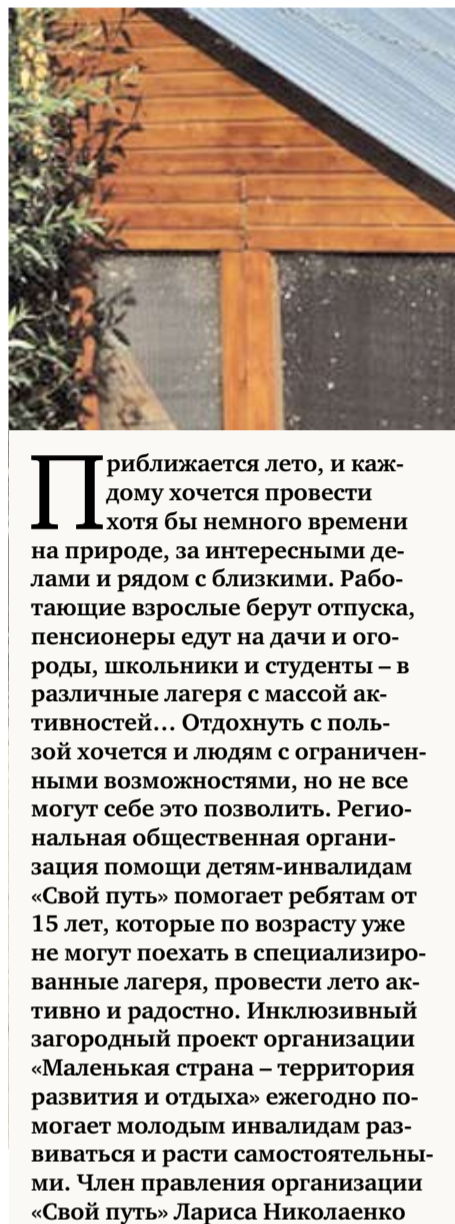 Приближается лето, и каж-
дому хочется провести
хотя бы немного времени
на природе, за интересными де-
лами и рядом с близкими. Рабо-
тающие взрослые берут отпуска,
пенсионеры едут на дачи и ого-
роды, школьники и студенты – в
различные лагеря с массой ак-
тивностей… Отдохнуть с поль-
зой хочется и людям с ограничен-
ными возможностями, но не все
могут себе это позволить. Регио-
нальная общественная органи-
зация помощи детям-инвалидам
«Свой путь» помогает ребятам от
15 лет, которые по возрасту уже
не могут поехать в специализиро-
ванные лагеря, провести лето ак-
тивно и радостно. Инклюзивный
загородный проект организации
«Маленькая страна – территория
развития и отдыха» ежегодно по-
могает молодым инвалидам раз-
виваться и расти самостоятельны-
ми. Член правления организации
«Свой путь» Лариса Николаенко